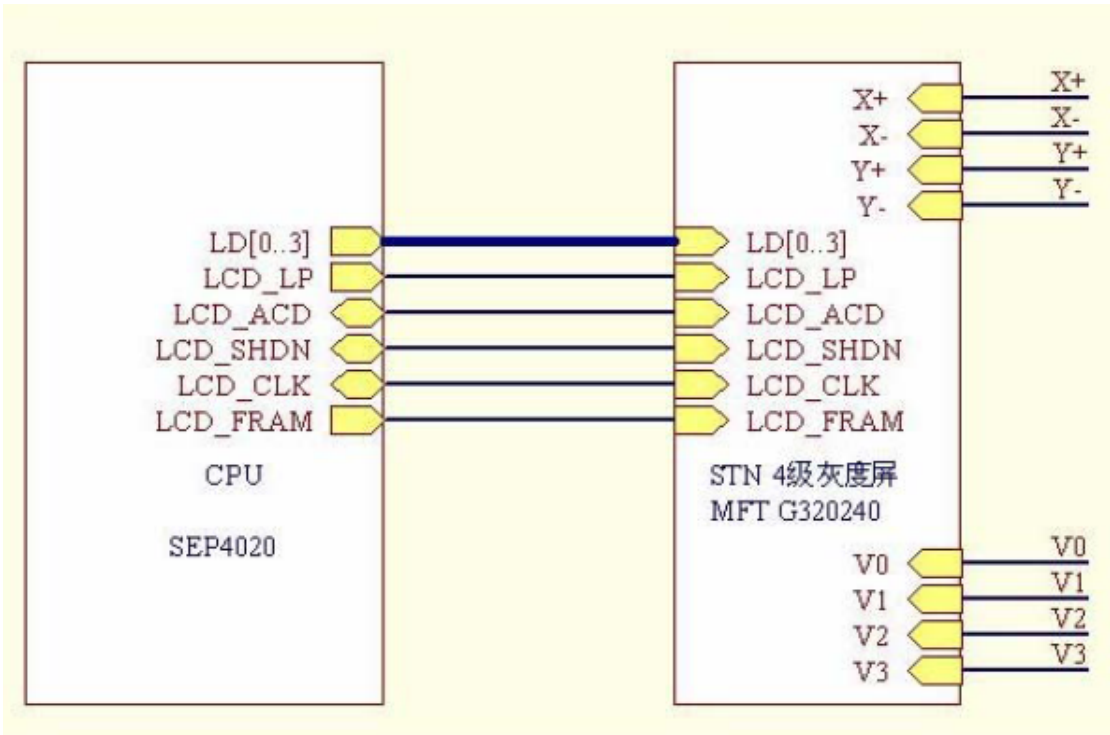 X+ X+
X- X-
Y+ Y+
Y- Y-
LD[0..3] LD[0..3]
LCD_LP LCD_LP
LCD_ACD LCD_ACD
LCD_SHDN LCD_SHDN
LCD_CLK LCD_CLK
LCD_FRAM LCD_FRAM
CPU STN 4级灰度屏
MFT G320240
SEP4020
V0 V0
V1 V1
V2 V2
V3 V3